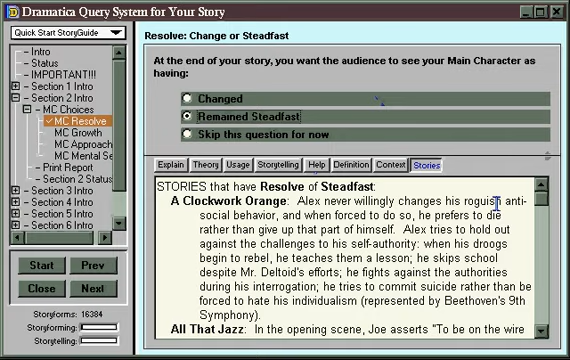 Dramatica Query System for Your Story
Quick Start StoryGuide
Intro
Status
IMPORTANT!!!
Section 1 Intro
Section 2 Intro
MC Choices
MC Resolve
MC Growth
MC Approach
MC Mental Se
Print Report
Section 2 Status
Section 3 Intro
Section 4 Intro
Section 5 Intro
Section 6 Intro
Start
Prev
Close
Next
Storyforms: 16384
Storyforming:
Storytelling:
Resolve: Change or Steadfast
At the end of your story, you want the audience to see your Main Character as
having:
Changed
Remained Steadfast
Skip this question for now
Explain
Theory
Usage
Storytelling
Help
Definition
Context
Stories
STORIES that have Resolve of Steadfast:
A Clockwork Orange: Alex never willingly changes his roguish anti-
social behavior, and when forced to do so, he prefers to die
rather than give up that part of himself. Alex tries to hold out
against the challenges to his self-authority: when his droogs
begin to rebel, he teaches them a lesson; he skips school
despite Mr. Deltoid's efforts; he fights against the authorities
during his interrogation; he tries to commit suicide rather than be
forced to hate his individualism (represented by Beethoven's 9th
Symphony).
All That Jazz: In the opening scene, Joe asserts "To be on the wire